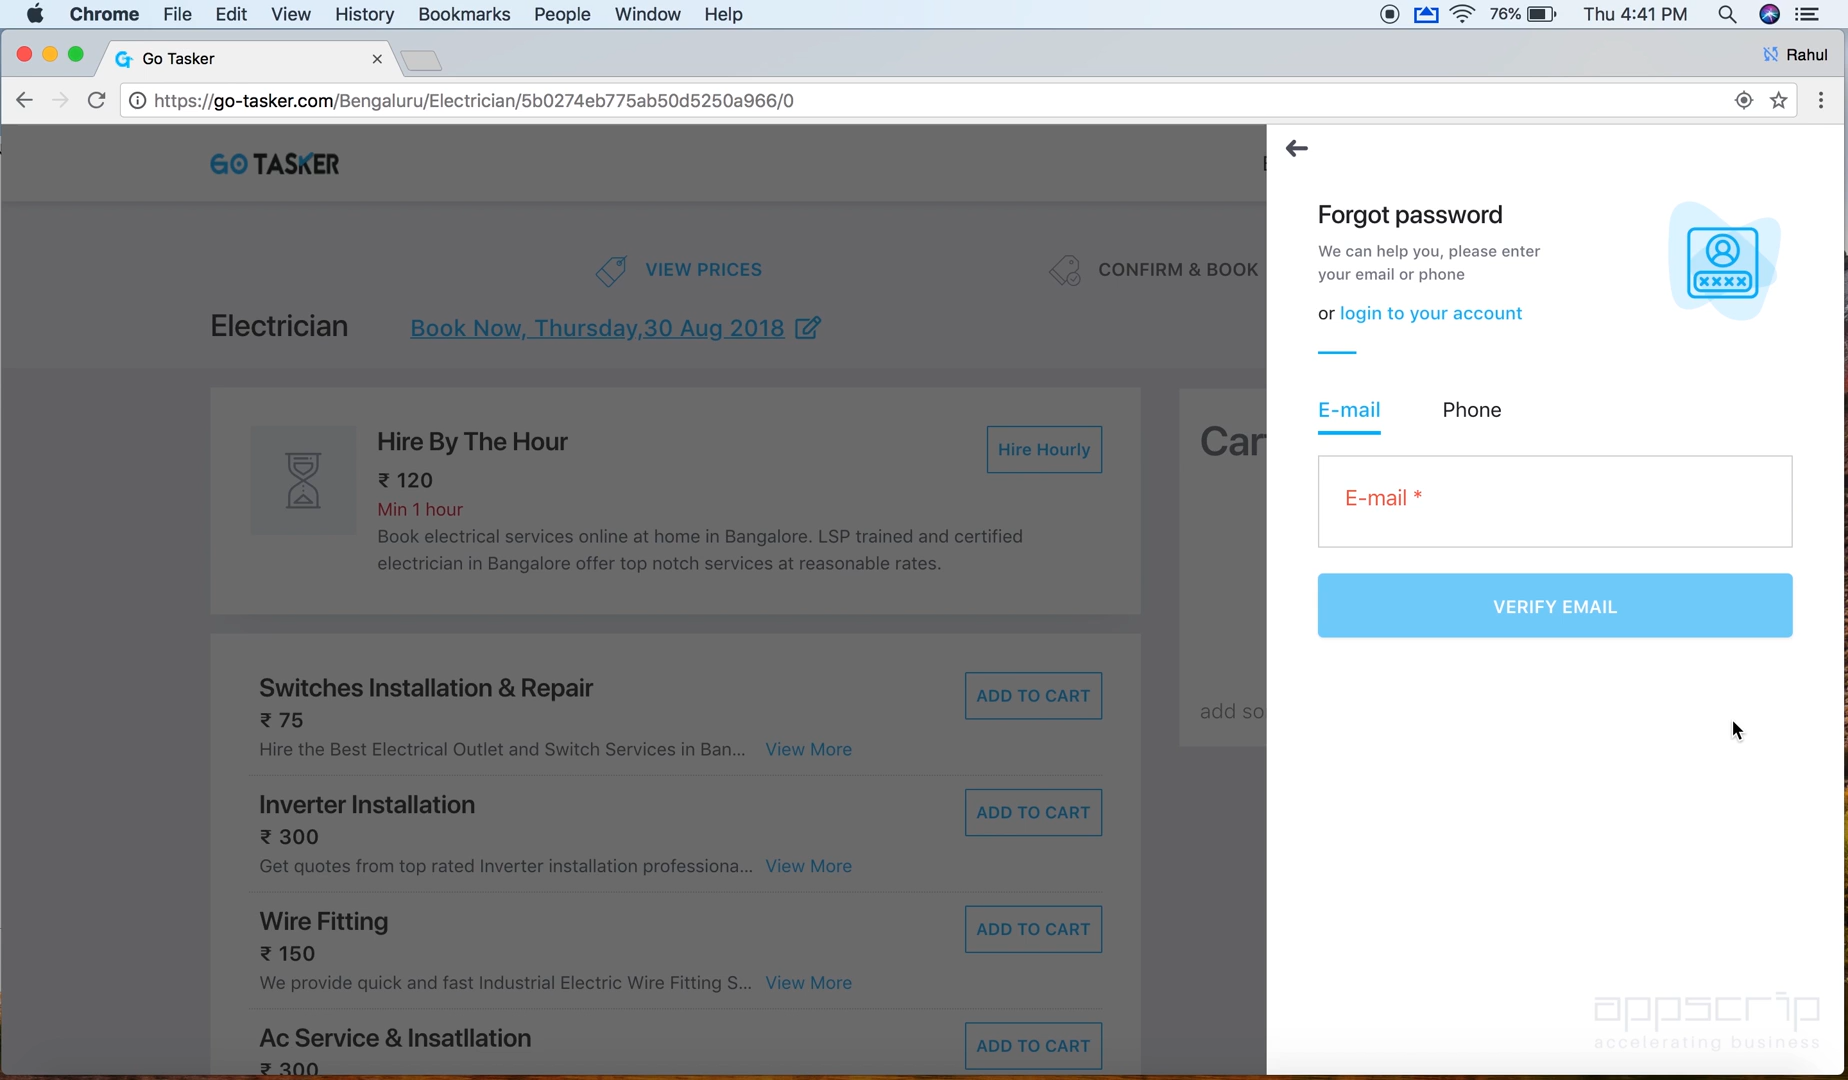 Chrome File Edit View History Bookmarks People Window Help 76% Thu 4:41 PM
Go Tasker
Rahul
https://go-tasker.com/Bengaluru/Electrician/5b0274eb775ab50d5250a966/0
GO TASKER
VIEW PRICES
CONFIRM & BOOK
Electrician
Book Now, Thursday,30 Aug 2018
Hire By The Hour
₹ 120
Min 1 hour
Book electrical services online at home in Bangalore. LSP trained and certified
electrician in Bangalore offer top notch services at reasonable rates.
Hire Hourly
Switches Installation & Repair
₹ 75
Hire the Best Electrical Outlet and Switch Services in Ban... View More
ADD TO CART
Inverter Installation
₹ 300
Get quotes from top rated Inverter installation professiona... View More
ADD TO CART
Wire Fitting
₹ 150
We provide quick and fast Industrial Electric Wire Fitting S... View More
ADD TO CART
Ac Service & Insatllation
₹ 300
ADD TO CART
Car
add so
Forgot password
We can help you, please enter
your email or phone
or login to your account
xxxx
E-mail Phone
E-mail *
VERIFY EMAIL
appscrip
accelerating business